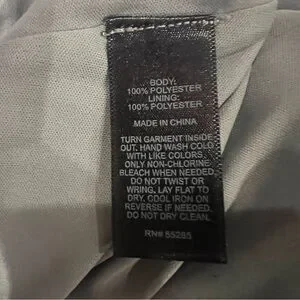 BODY:
100% POLYESTER
LINING:
100% POLYESTER
MADE IN CHINA
TURN GARMENT INSIDE
OUT. HAND WASH COLD
WITH LIKE COLORS.
ONLY NON-CHLORINE
BLEACH WHEN NEEDED.
DO NOT TWIST OR
WRING. LAY FLAT TO
DRY. COOL IRON ON
REVERSE IF NEEDED.
DO NOT DRY CLEAN.
RN# 55285